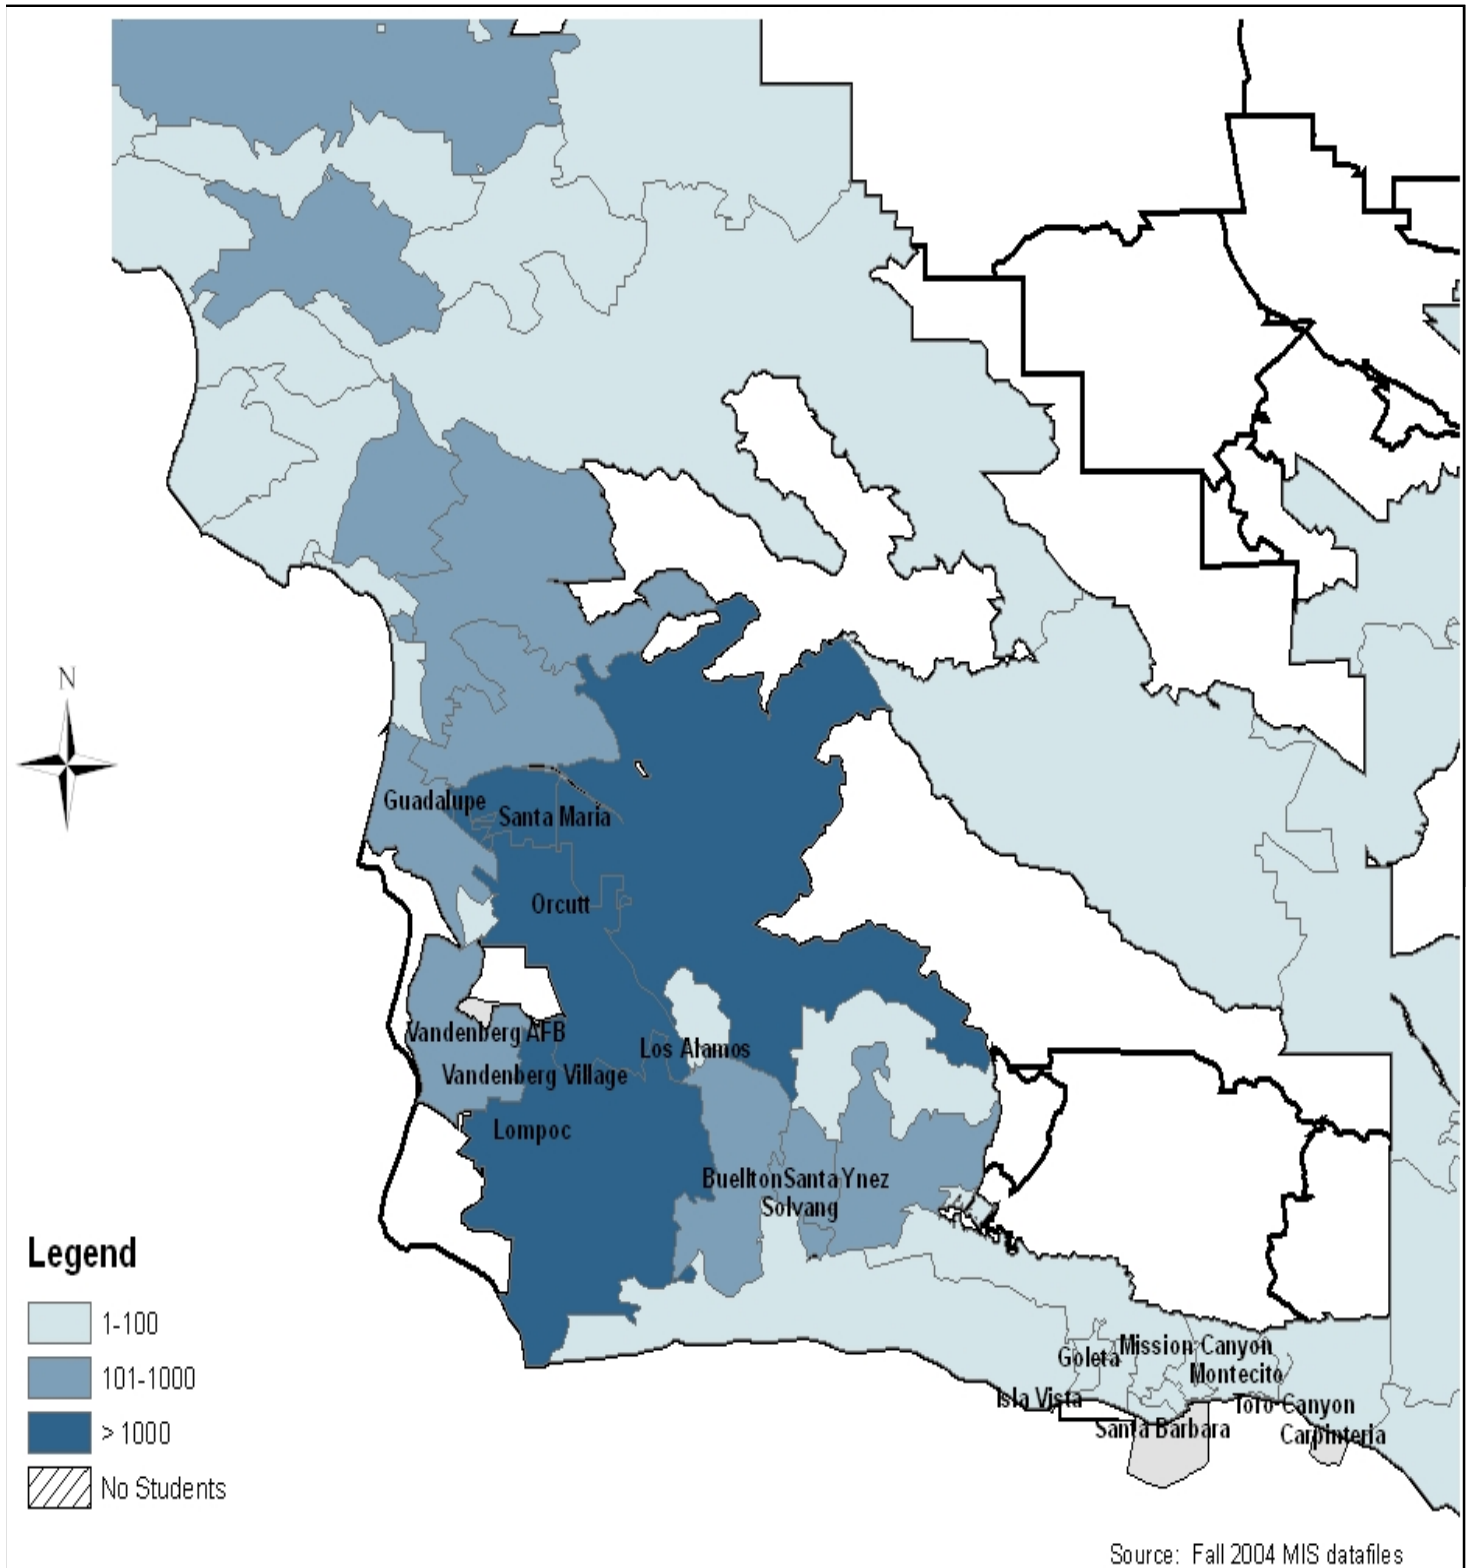 N
Guadalupe
Santa Maria
Orcutt
Vandenberg AFB
Los Alamos
Vandenberg Village
Lompoc
Buellton Santa Ynez
Solvang
Mission Canyon
Goleta
Montecito
Isla Vista
Toro Canyon
Santa Barbara
Carpinteria
Legend
1-100
101-1000
> 1000
No Students
Source: Fall 2004 MIS datafiles